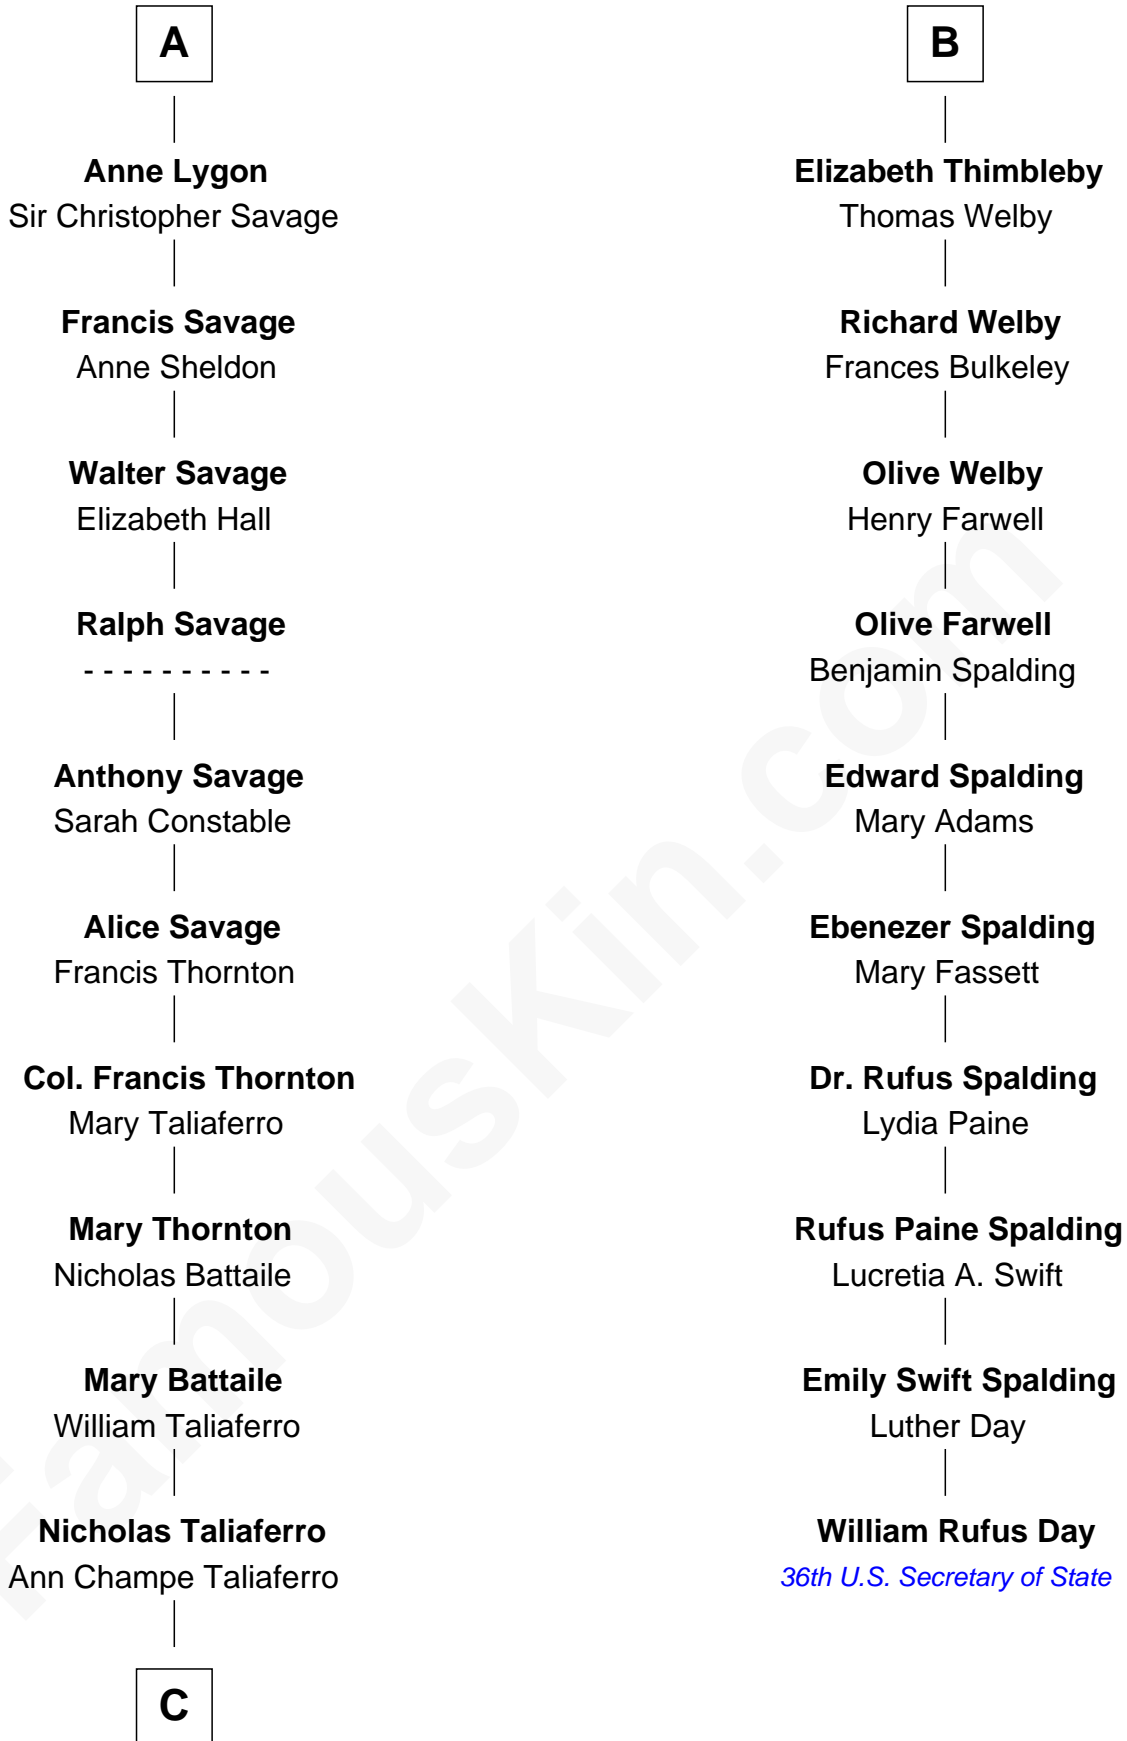 A
Anne Lygon
Sir Christopher Savage
Francis Savage
Anne Sheldon
Walter Savage
Elizabeth Hall
Ralph Savage
- - - - - - - - - -
Anthony Savage
Sarah Constable
Alice Savage
Francis Thornton
Col. Francis Thornton
Mary Taliaferro
Mary Thornton
Nicholas Battaile
Mary Battaile
William Taliaferro
Nicholas Taliaferro
Ann Champe Taliaferro
C
B
Elizabeth Thimbleby
Thomas Welby
Richard Welby
Frances Bulkeley
Olive Welby
Henry Farwell
Olive Farwell
Benjamin Spalding
Edward Spalding
Mary Adams
Ebenezer Spalding
Mary Fassett
Dr. Rufus Spalding
Lydia Paine
Rufus Paine Spalding
Lucretia A. Swift
Emily Swift Spalding
Luther Day
William Rufus Day
36th U.S. Secretary of State
FamousKin.com